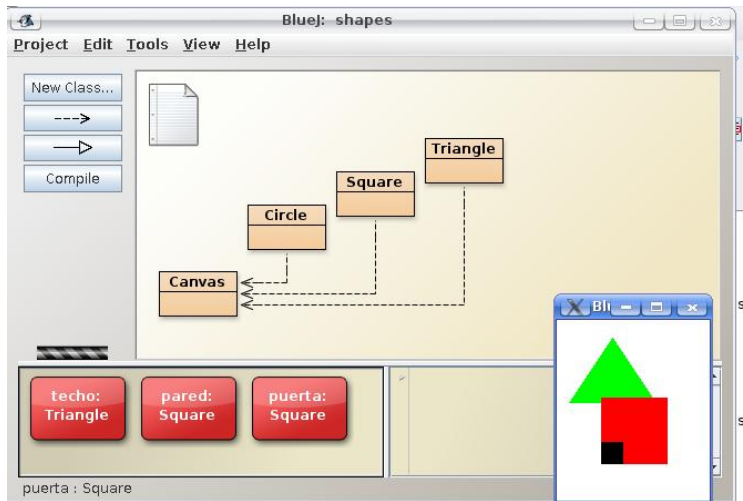 BlueJ: shapes
Project Edit Tools View Help
New Class...
Compile
Triangle
Square
Circle
Canvas
techo:
Triangle
pared:
Square
puerta:
Square
puerta : Square